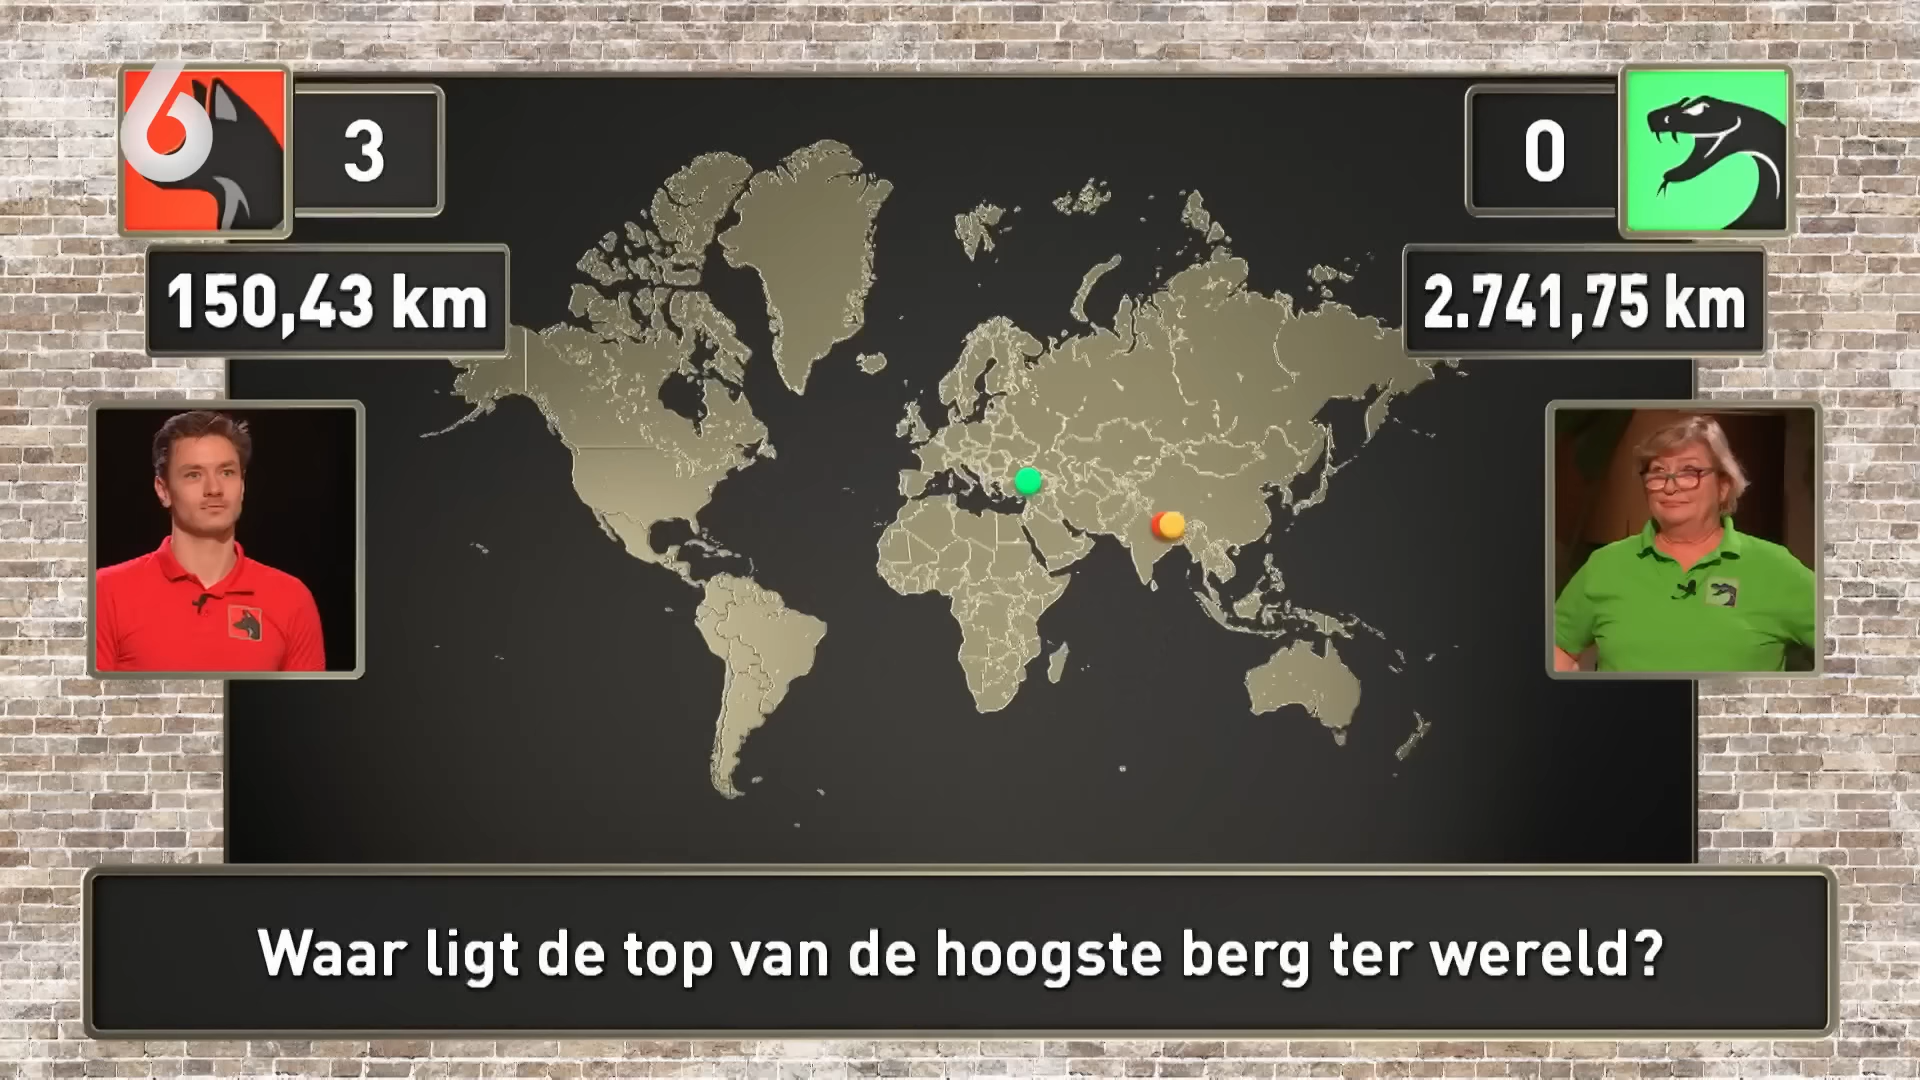 6
3
0
150,43 km
2.741,75 km
Waar ligt de top van de hoogste berg ter wereld?